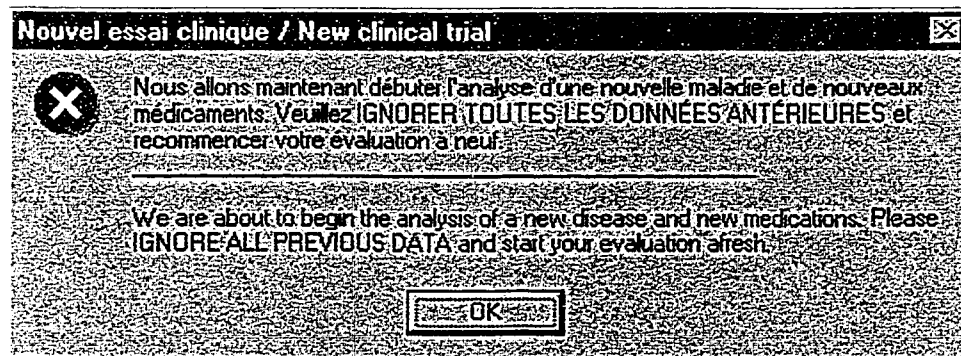 Nouvel essai clinique / New clinical trial
Nous allons maintenant débuter l'analyse d'une nouvelle maladie et de nouveaux
médicaments. Veuillez IGNORER TOUTES LES DONNÉES ANTÉRIEURES et
recommencer votre évaluation à neuf.
We are about to begin the analysis of a new disease and new medications. Please
IGNORE ALL PREVIOUS DATA and start your evaluation afresh.
OK